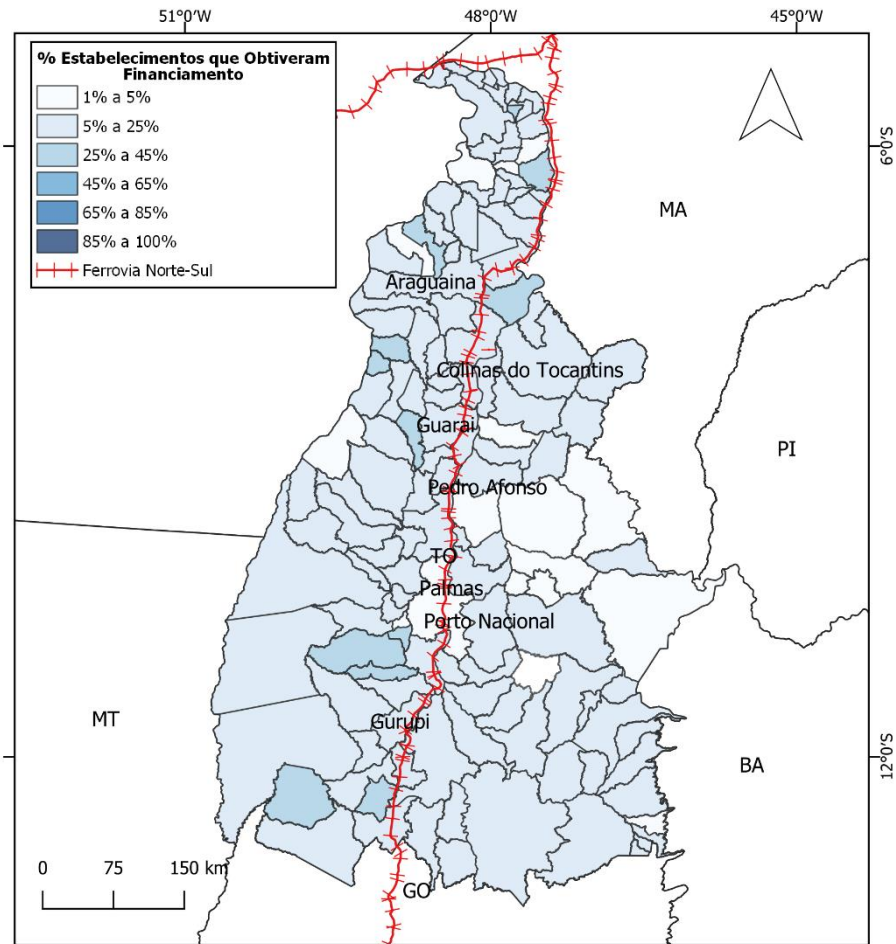 51°0'W
48°0'W
45°0'W
% Estabelecimentos que Obtiveram
Financiamento
1% a 5%
5% a 25%
25% a 45%
45% a 65%
65% a 85%
85% a 100%
Ferrovia Norte-Sul
6°0'S
MA
Araguaina
Colinas do Tocantins
Guarai
PI
Pedro Afonso
TO
Palmas
Porto Nacional
MT
Gurupi
12°0'S
BA
0 75 150 km
GO